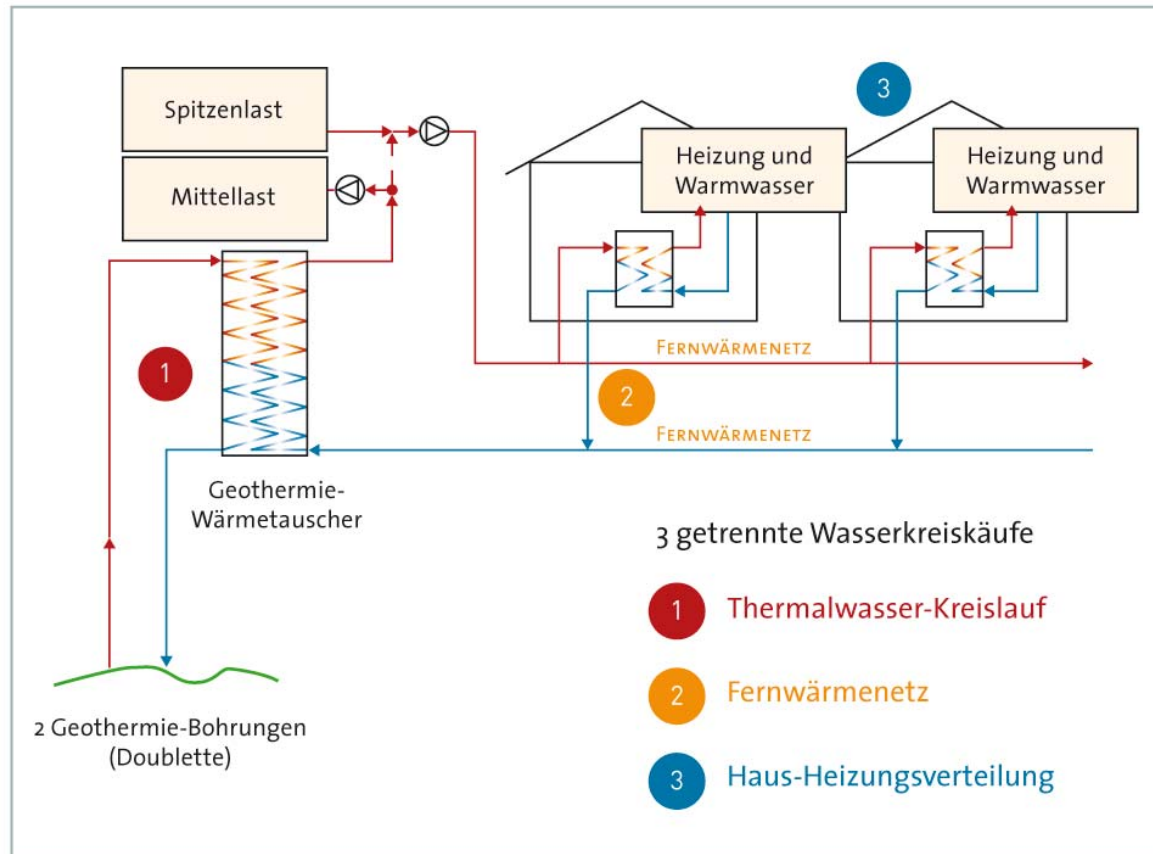 Spitzenlast
Mittellast
3
Heizung und
Warmwasser
Heizung und
Warmwasser
1
Fernwärmenetz
2
Fernwärmenetz
Geothermie-
Wärmetauscher
2 Geothermie-Bohrungen
(Doublette)
3 getrennte Wasserkreiskäufe
1 Thermalwasser-Kreislauf
2 Fernwärmenetz
3 Haus-Heizungsverteilung